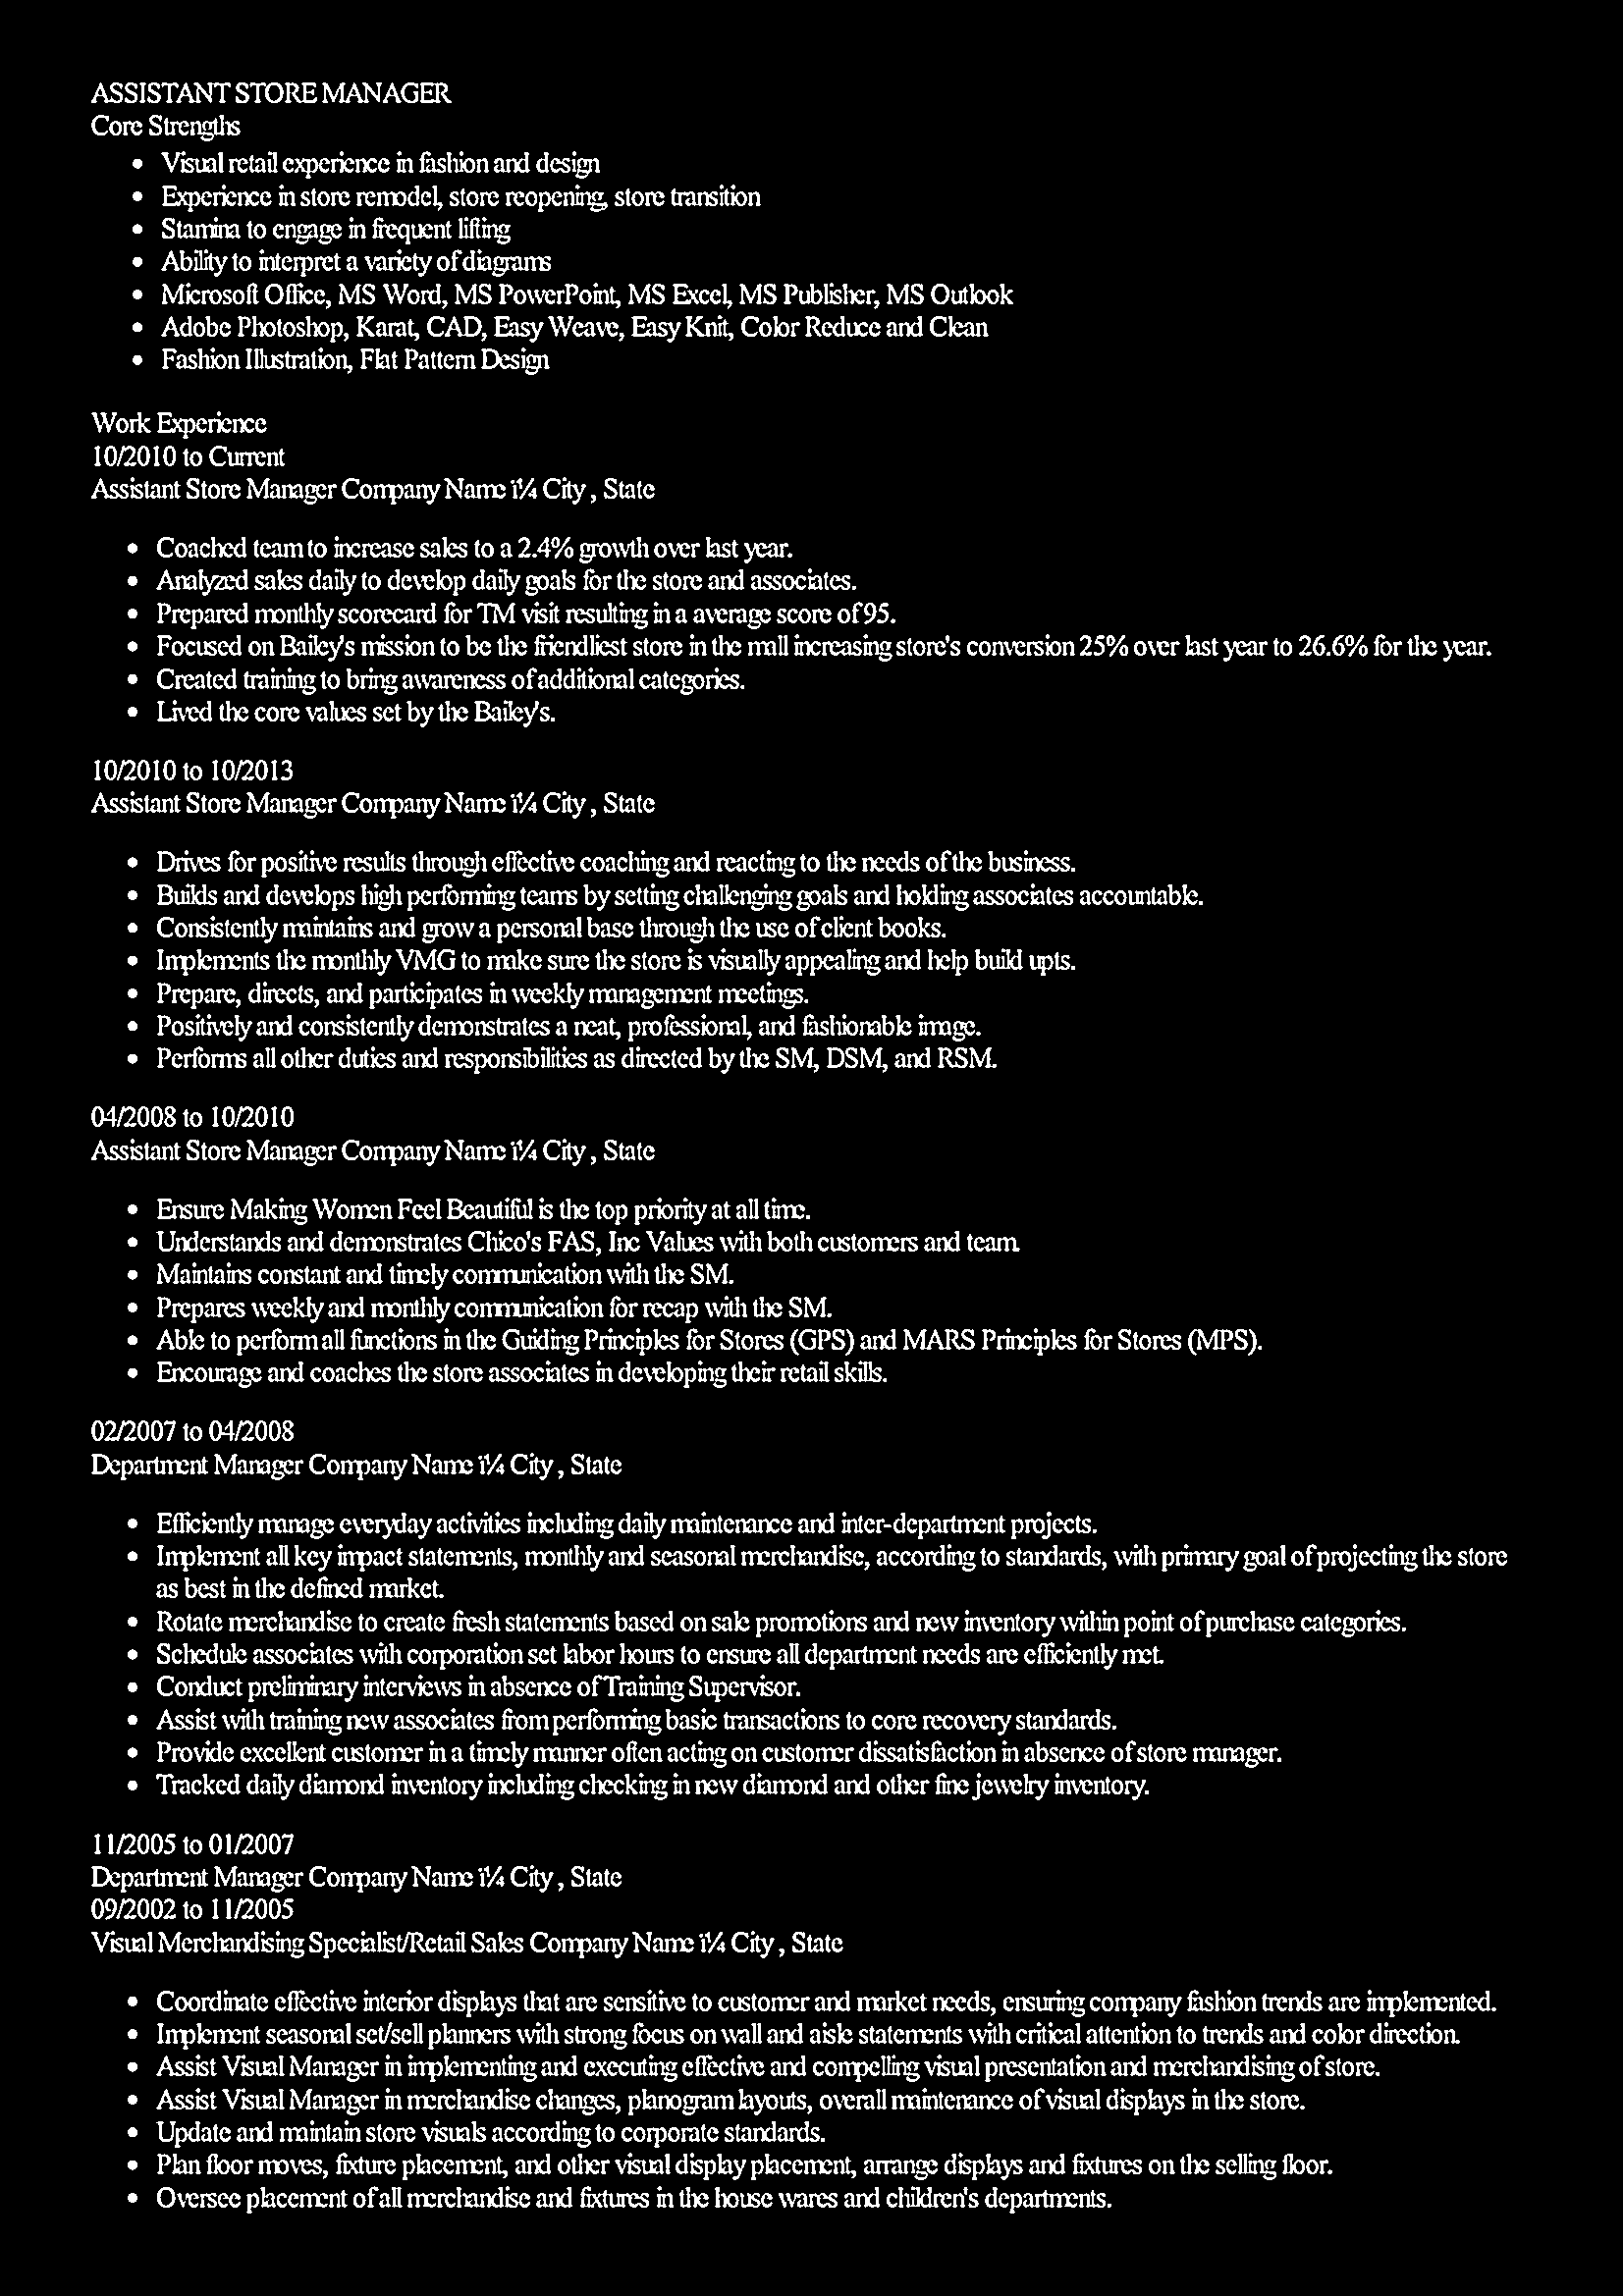 ASSISTANT STORE MANAGER
Core Strengths
• Visual retail experience in fashion and design
• Experience in store remodel, store reopening, store transition
• Stamina to engage in frequent lifting
• Ability to interpret a variety of diagrams
• Microsoft Office, MS Word, MS PowerPoint, MS Excel, MS Publisher, MS Outlook
• Adobe Photoshop, Karat, CAD, Easy Weave, Easy Knit, Color Reduce and Clean
• Fashion Illustration, Flat Pattern Design
Work Experience
10/2010 to Current
Assistant Store Manager Company Name ï¼ City , State
• Coached team to increase sales to a 2.4% growth over last year.
• Analyzed sales daily to develop daily goals for the store and associates.
• Prepared monthly scorecard for TM visit resulting in a average score of 95.
• Focused on Bailey's mission to be the friendliest store in the mall increasing store's conversion 25% over last year to 26.6% for the year.
• Created training to bring awareness of additional categories.
• Lived the core values set by the Bailey's.
10/2010 to 10/2013
Assistant Store Manager Company Name ï¼ City , State
• Drives for positive results through effective coaching and reacting to the needs of the business.
• Builds and develops high performing teams by setting challenging goals and holding associates accountable.
• Consistently maintains and grow a personal base through the use of client books.
• Implements the monthly VMG to make sure the store is visually appealing and help build upts.
• Prepare, directs, and participates in weekly management meetings.
• Positively and consistently demonstrates a neat, professional, and fashionable image.
• Performs all other duties and responsibilities as directed by the SM, DSM, and RSM.
04/2008 to 10/2010
Assistant Store Manager Company Name ï¼ City , State
• Ensure Making Women Feel Beautiful is the top priority at all time.
• Understands and demonstrates Chico's FAS, Inc Values with both customers and team.
• Maintains constant and timely communication with the SM.
• Prepares weekly and monthly communication for recap with the SM.
• Able to perform all functions in the Guiding Principles for Stores (GPS) and MARS Principles for Stores (MPS).
• Encourage and coaches the store associates in developing their retail skills.
02/2007 to 04/2008
Department Manager Company Name ï¼ City , State
• Efficiently manage everyday activities including daily maintenance and inter-department projects.
• Implement all key impact statements, monthly and seasonal merchandise, according to standards, with primary goal of projecting the store
as best in the defined market.
• Rotate merchandise to create fresh statements based on sale promotions and new inventory within point of purchase categories.
• Schedule associates with corporation set labor hours to ensure all department needs are efficiently met.
• Conduct preliminary interviews in absence of Training Supervisor.
• Assist with training new associates from performing basic transactions to core recovery standards.
• Provide excellent customer in a timely manner often acting on customer dissatisfaction in absence of store manager.
• Tracked daily diamond inventory including checking in new diamond and other fine jewelry inventory.
11/2005 to 01/2007
Department Manager Company Name ï¼ City , State
09/2002 to 11/2005
Visual Merchandising Specialist/Retail Sales Company Name ï¼ City , State
• Coordinate effective interior displays that are sensitive to customer and market needs, ensuring company fashion trends are implemented.
• Implement seasonal set/sell planners with strong focus on wall and aisle statements with critical attention to trends and color direction.
• Assist Visual Manager in implementing and executing effective and compelling visual presentation and merchandising of store.
• Assist Visual Manager in merchandise changes, planogram layouts, overall maintenance of visual displays in the store.
• Update and maintain store visuals according to corporate standards.
• Plan floor moves, fixture placement, and other visual display placement, arrange displays and fixtures on the selling floor.
• Oversee placement of all merchandise and fixtures in the house wares and children's departments.